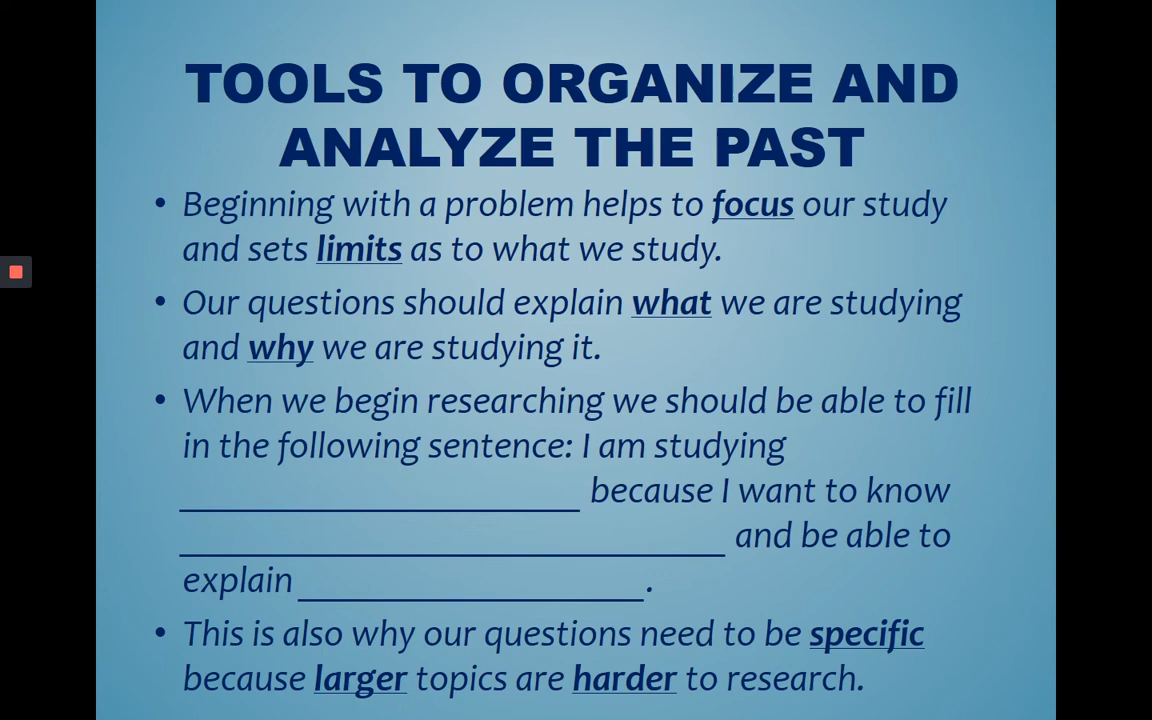 TOOLS TO ORGANIZE AND
ANALYZE THE PAST
• Beginning with a problem helps to focus our study
and sets limits as to what we study.
• Our questions should explain what we are studying
and why we are studying it.
• When we begin researching we should be able to fill
in the following sentence: I am studying
____________________ because I want to know
___________________________ and be able to
explain _________________.
• This is also why our questions need to be specific
because larger topics are harder to research.